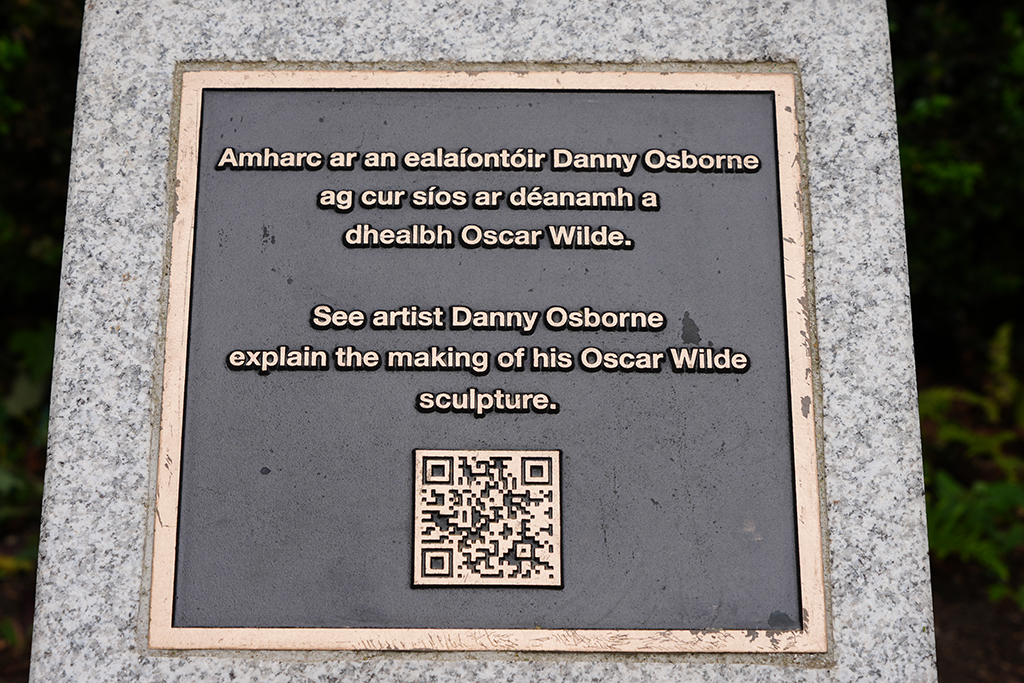 Amharc ar an ealaíontóir Danny Osborne
ag cur síos ar déanamh a
dhealbh Oscar Wilde.
See artist Danny Osborne
explain the making of his Oscar Wilde
sculpture.